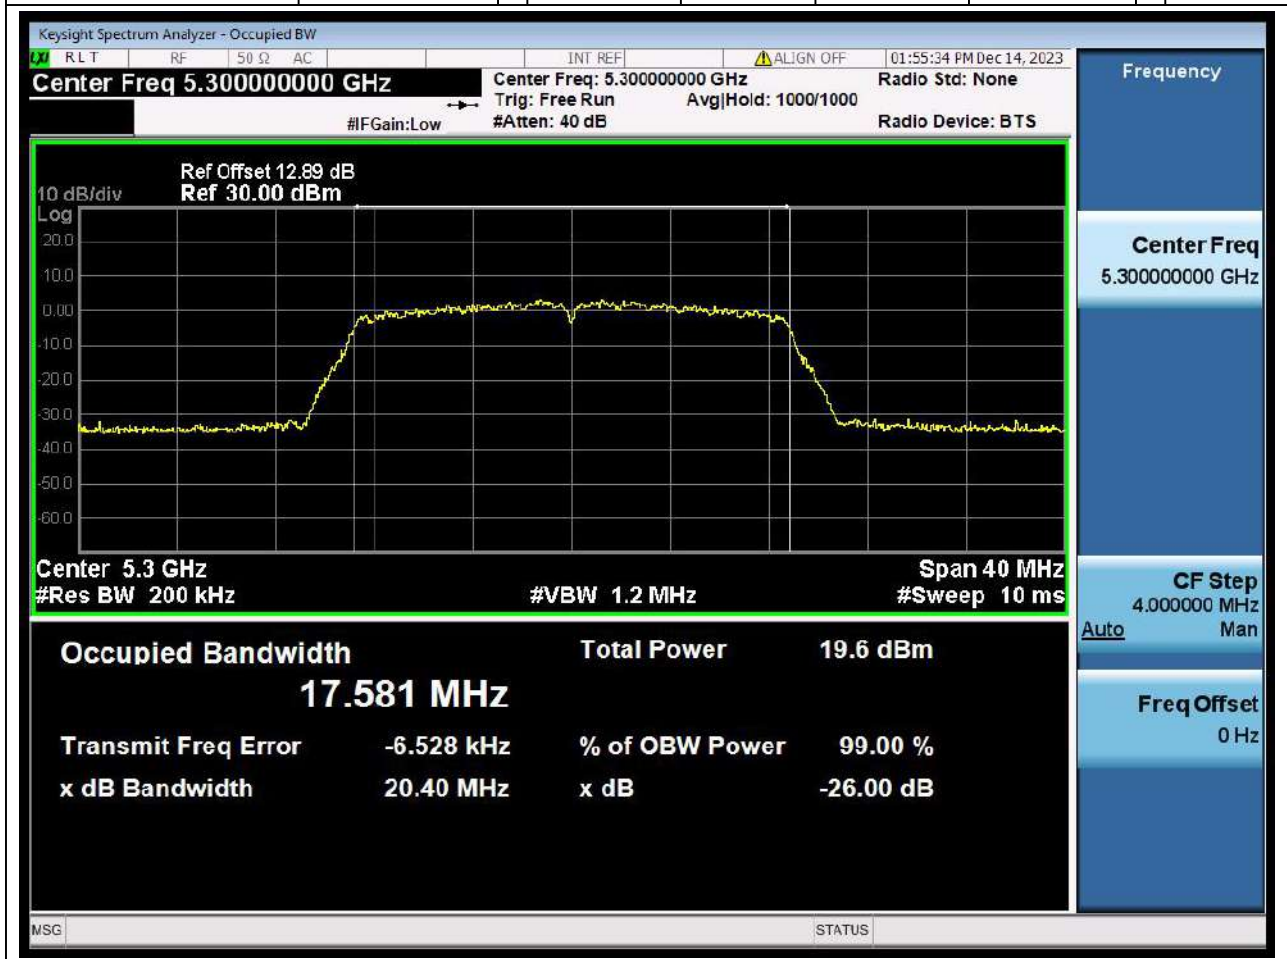 Keysight Spectrum Analyzer - Occupied BW
LXI RLT RF 50 Ω AC INT REF ALIGN OFF 01:55:34 PM Dec 14, 2023
Center Freq 5.300000000 GHz
Center Freq: 5.300000000 GHz
Radio Std: None
Trig: Free Run Avg|Hold: 1000/1000
#IFGain:Low #Atten: 40 dB Radio Device: BTS
Frequency
Ref Offset 12.89 dB
10 dB/div Ref 30.00 dBm
Log
20.0
10.0
0.00
-10.0
-20.0
-30.0
-40.0
-50.0
-60.0
Center 5.3 GHz Span 40 MHz
#Res BW 200 kHz #VBW 1.2 MHz #Sweep 10 ms
Occupied Bandwidth Total Power 19.6 dBm
17.581 MHz
Transmit Freq Error -6.528 kHz % of OBW Power 99.00 %
x dB Bandwidth 20.40 MHz x dB -26.00 dB
Center Freq
5.300000000 GHz
CF Step
4.000000 MHz
Auto Man
Freq Offset
0 Hz
MSG STATUS